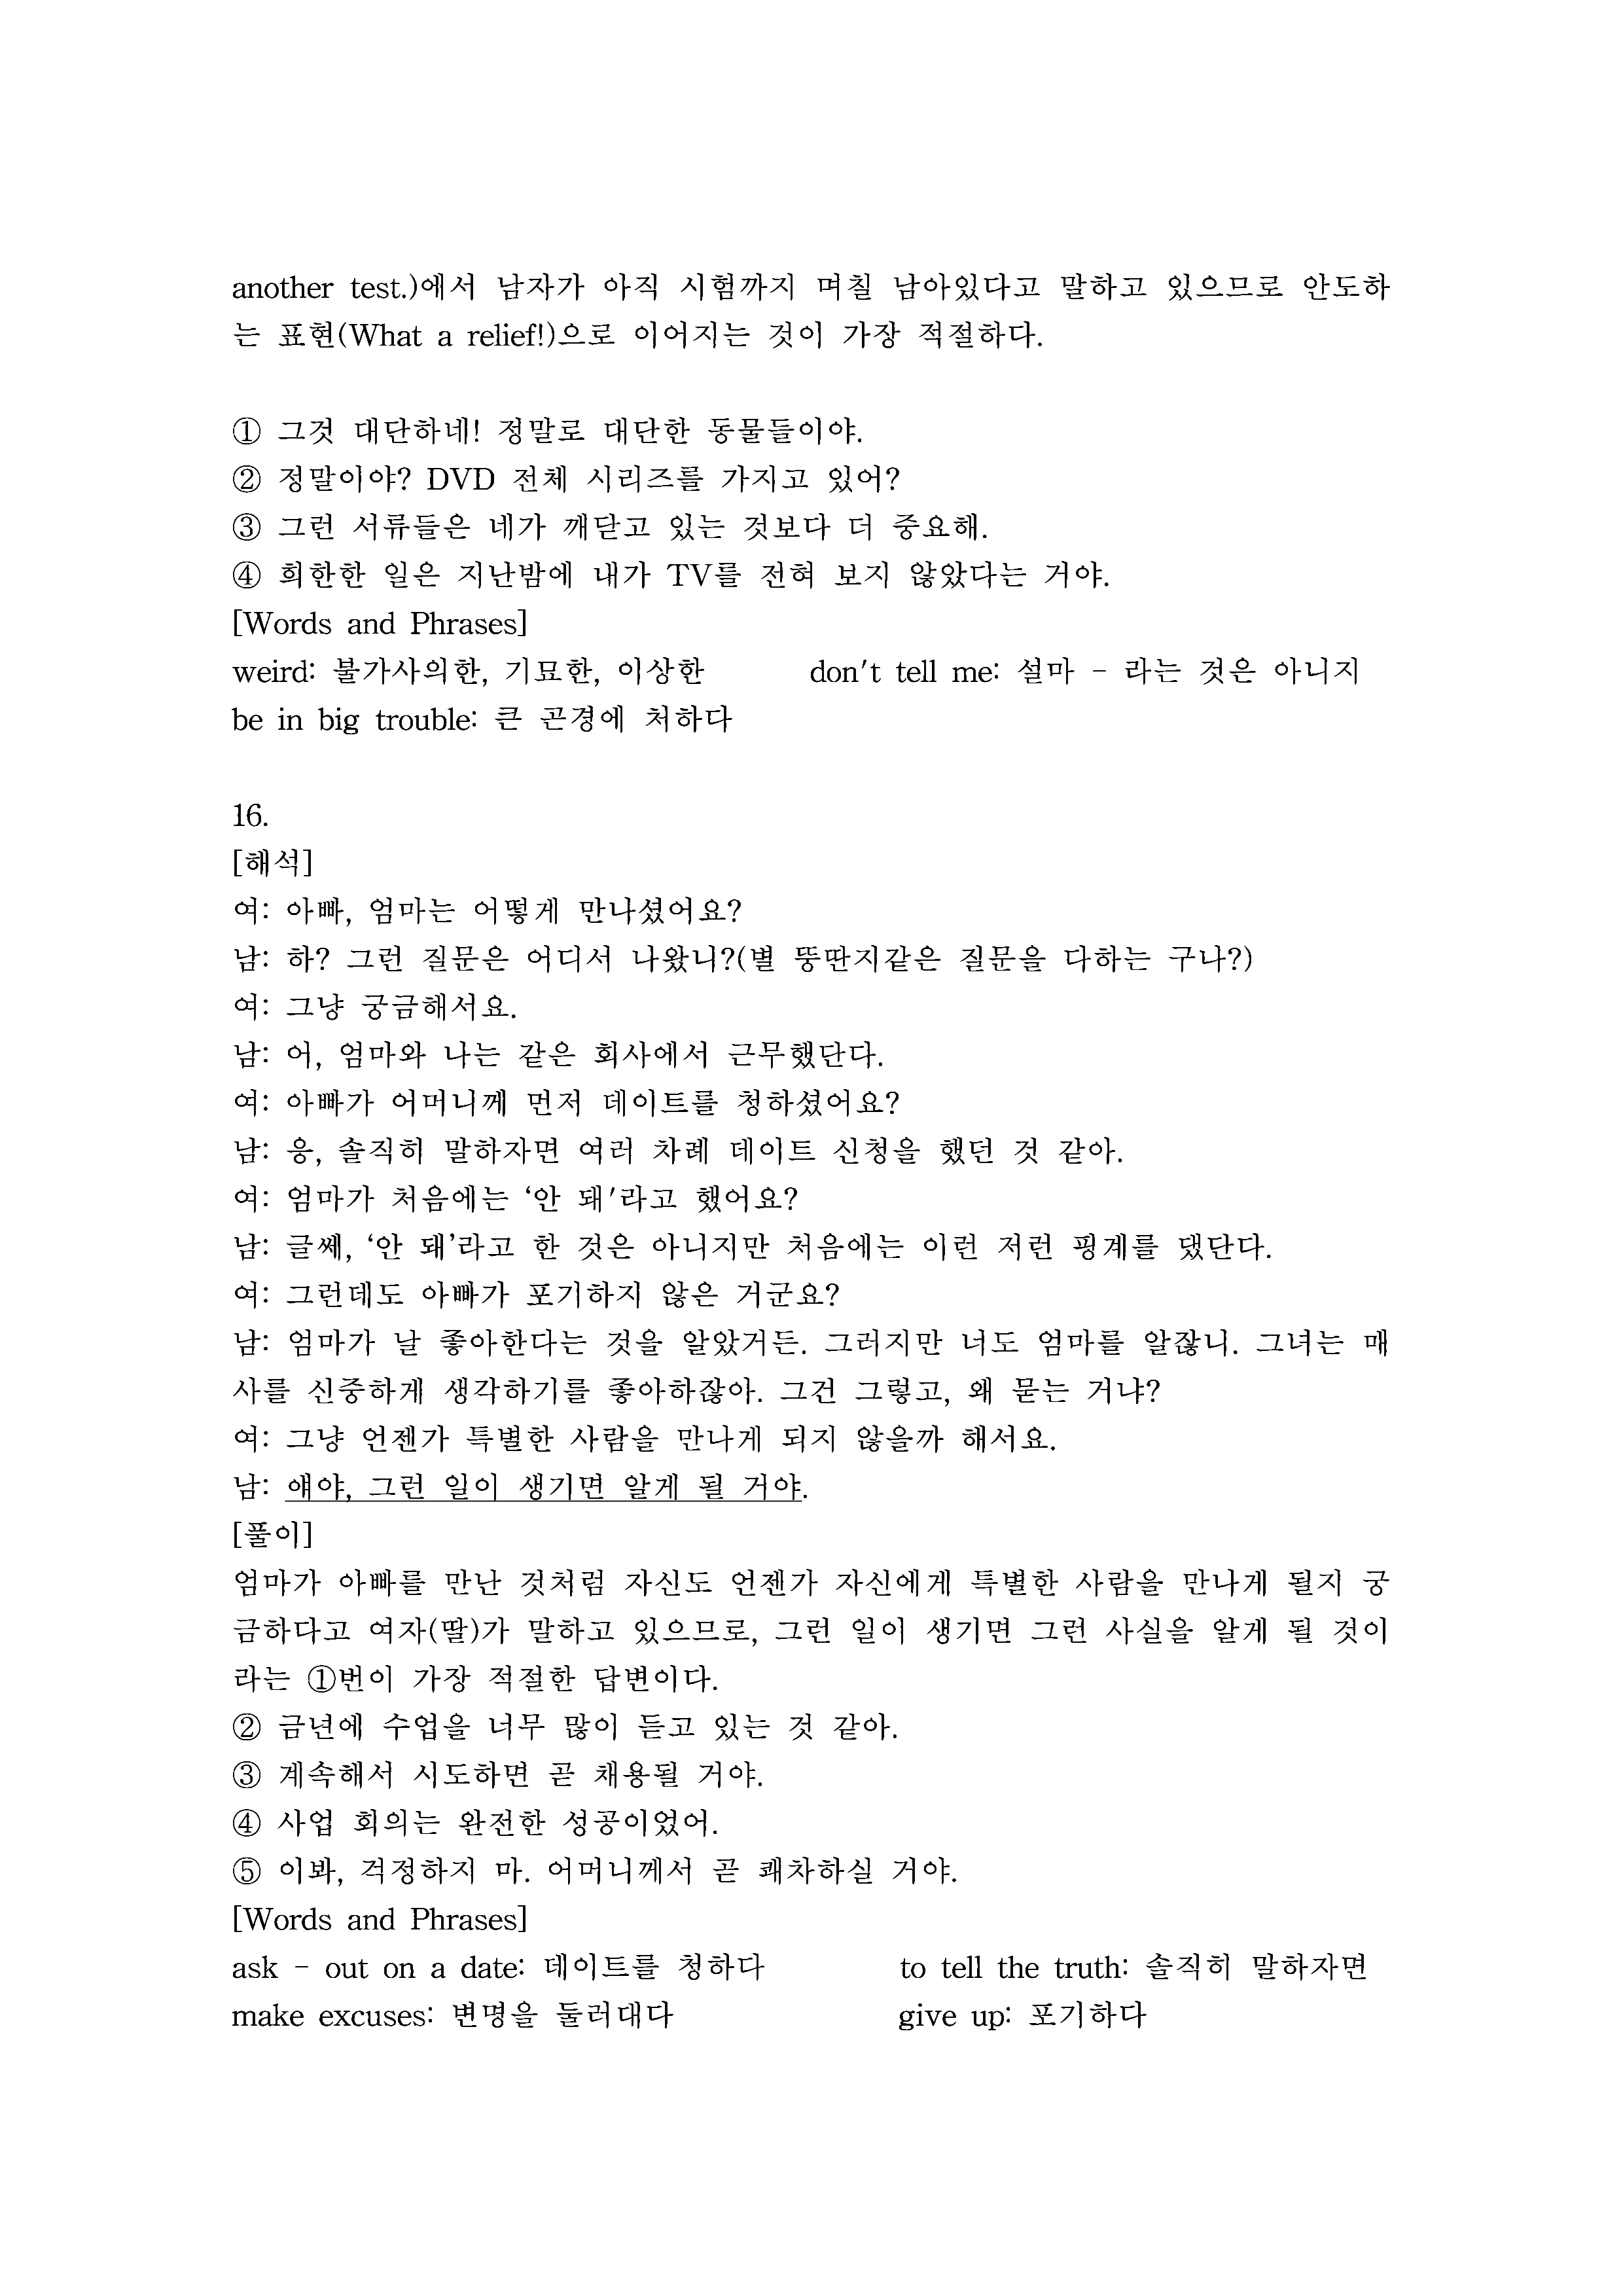 another test.)에서 남자가 아직 시험까지 며칠 남아있다고 말하고 있으므로 안도하
는 표현(What a relief!)으로 이어지는 것이 가장 적절하다.
① 그것 대단하네! 정말로 대단한 동물들이야.
② 정말이야? DVD 전체 시리즈를 가지고 있어?
③ 그런 서류들은 네가 깨닫고 있는 것보다 더 중요해.
④ 희한한 일은 지난밤에 내가 TV를 전혀 보지 않았다는 거야.
[Words and Phrases]
weird: 불가사의한, 기묘한, 이상한 don't tell me: 설마 - 라는 것은 아니지
be in big trouble: 큰 곤경에 처하다
16.
[해석]
여: 아빠, 엄마는 어떻게 만나셨어요?
남: 하? 그런 질문은 어디서 나왔니?(별 뚱딴지같은 질문을 다하는 구나?)
여: 그냥 궁금해서요.
남: 어, 엄마와 나는 같은 회사에서 근무했단다.
여: 아빠가 어머니께 먼저 데이트를 청하셨어요?
남: 응, 솔직히 말하자면 여러 차례 데이트 신청을 했던 것 같아.
여: 엄마가 처음에는 ‘안 돼'라고 했어요?
남: 글쎄, ‘안 돼’라고 한 것은 아니지만 처음에는 이런 저런 핑계를 댔단다.
여: 그런데도 아빠가 포기하지 않은 거군요?
남: 엄마가 날 좋아한다는 것을 알았거든. 그러지만 너도 엄마를 알잖니. 그녀는 매
사를 신중하게 생각하기를 좋아하잖아. 그건 그렇고, 왜 묻는 거냐?
여: 그냥 언젠가 특별한 사람을 만나게 되지 않을까 해서요.
남: 얘야, 그런 일이 생기면 알게 될 거야.
[풀이]
엄마가 아빠를 만난 것처럼 자신도 언젠가 자신에게 특별한 사람을 만나게 될지 궁
금하다고 여자(딸)가 말하고 있으므로, 그런 일이 생기면 그런 사실을 알게 될 것이
라는 ①번이 가장 적절한 답변이다.
② 금년에 수업을 너무 많이 듣고 있는 것 같아.
③ 계속해서 시도하면 곧 채용될 거야.
④ 사업 회의는 완전한 성공이었어.
⑤ 이봐, 걱정하지 마. 어머니께서 곧 쾌차하실 거야.
[Words and Phrases]
ask - out on a date: 데이트를 청하다 to tell the truth: 솔직히 말하자면
make excuses: 변명을 둘러대다 give up: 포기하다